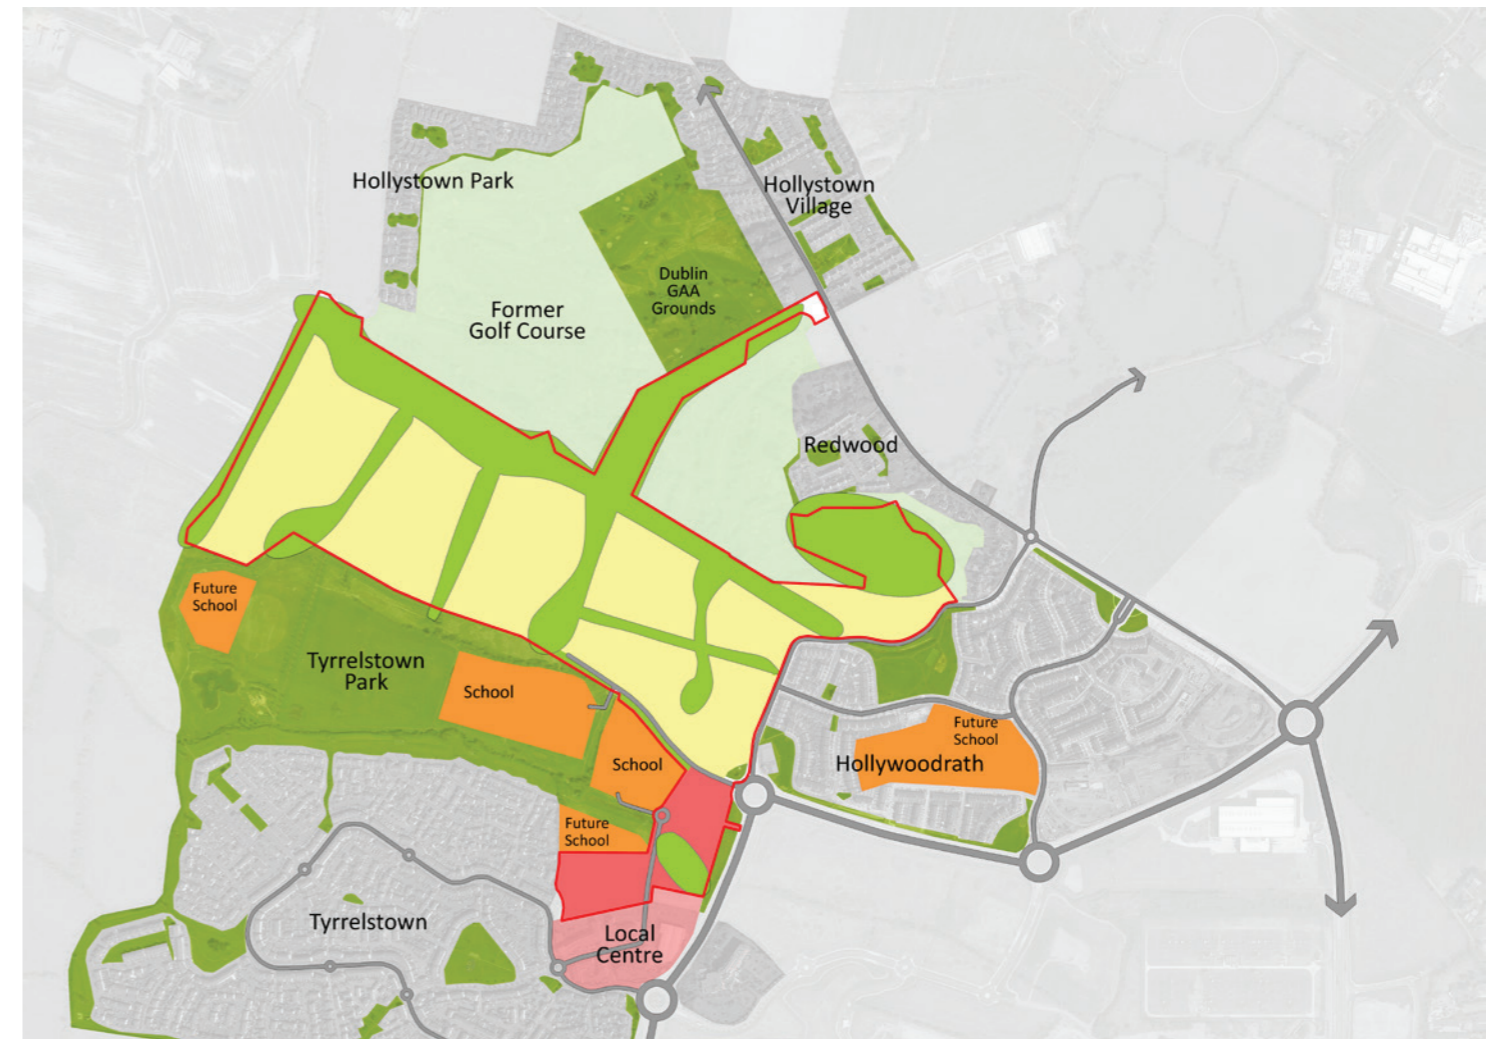 Hollystown Park
Hollystown
Village
Dublin
GAA
Grounds
Former
Golf Course
Redwood
Future
School
Tyrrelstown
Park
School
School
Future
School
Hollywoodrath
Future
School
Tyrrelstown
Local
Centre